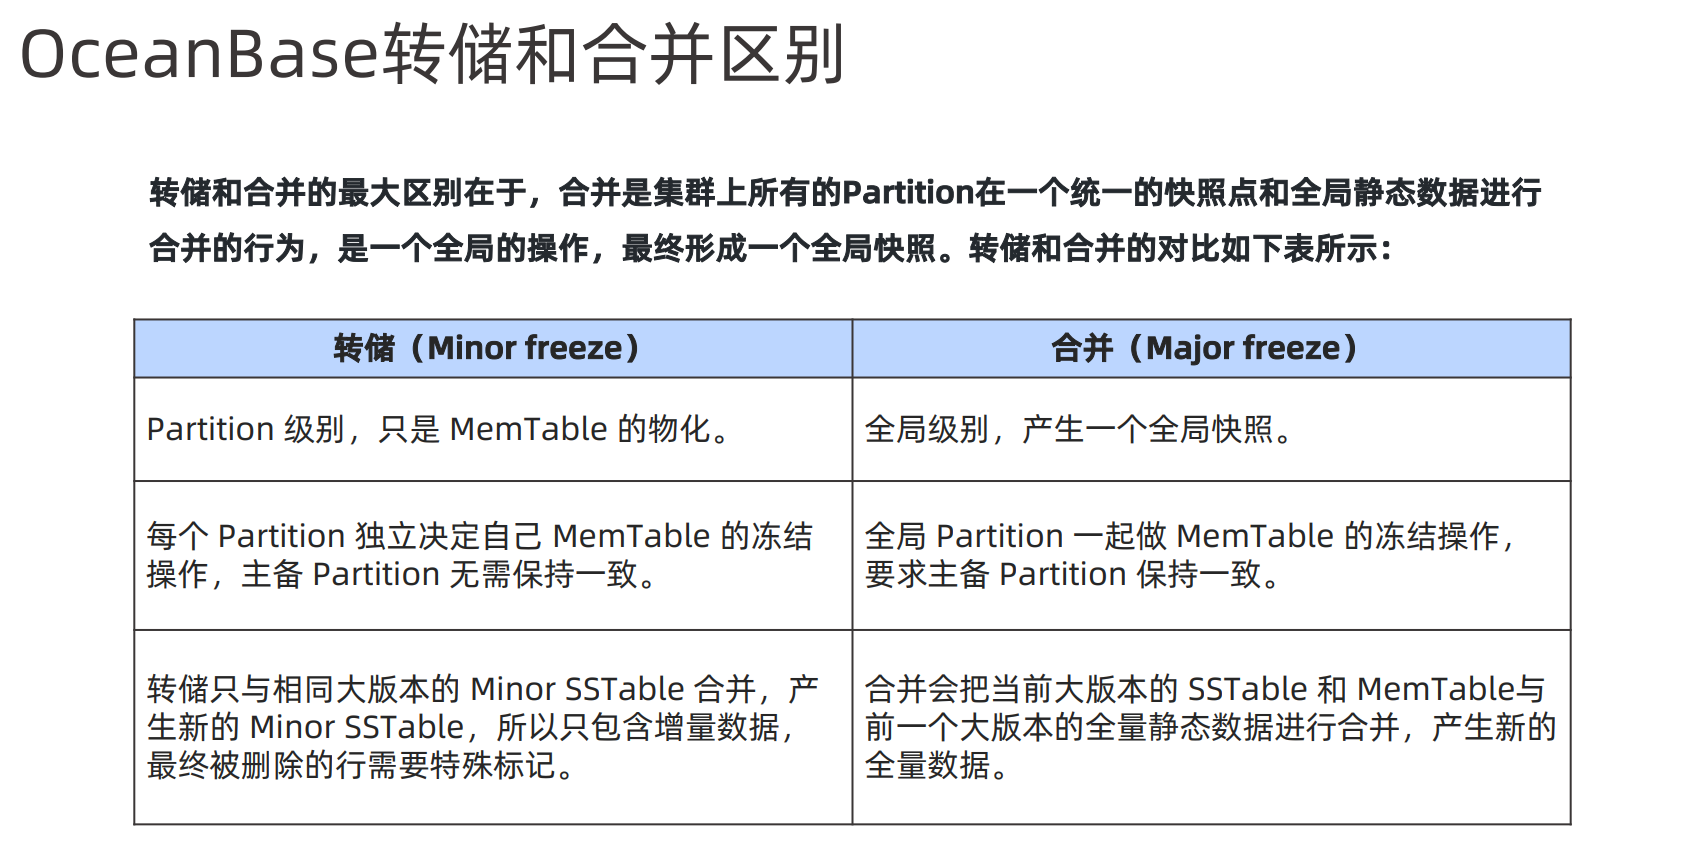 OceanBase转储和合并区别
转储和合并的最大区别在于，合并是集群上所有的Partition在一个统一的快照点和全局静态数据进行
合并的行为，是一个全局的操作，最终形成一个全局快照。转储和合并的对比如下表所示：
转储（Minor freeze）
合并（Major freeze）
Partition 级别，只是 MemTable 的物化。
全局级别，产生一个全局快照。
每个 Partition 独立决定自己 MemTable 的冻结
操作，主备 Partition 无需保持一致。
全局 Partition 一起做 MemTable 的冻结操作，
要求主备 Partition 保持一致。
转储只与相同大版本的 Minor SSTable 合并，产
生新的 Minor SSTable，所以只包含增量数据，
最终被删除的行需要特殊标记。
合并会把当前大版本的 SSTable 和 MemTable与
前一个大版本的全量静态数据进行合并，产生新的
全量数据。